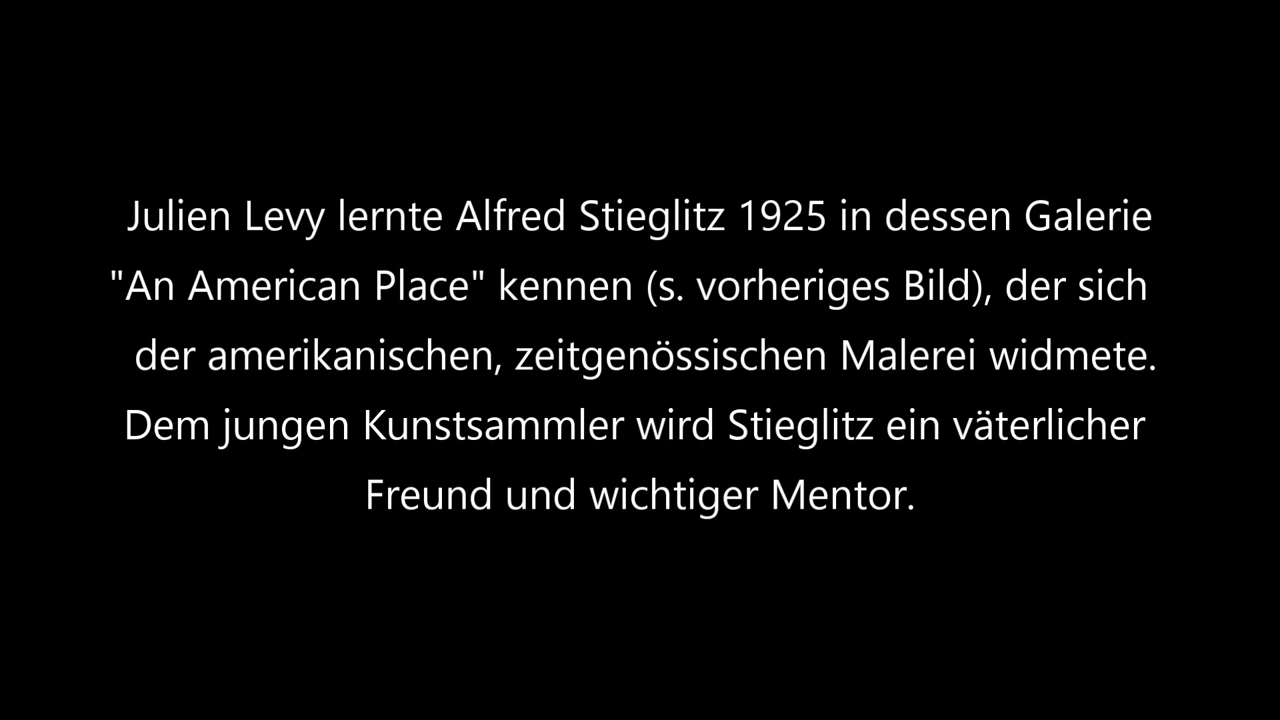 Julien Levy lernte Alfred Stieglitz 1925 in dessen Galerie
"An American Place" kennen (s. vorheriges Bild), der sich
der amerikanischen, zeitgenössischen Malerei widmete.
Dem jungen Kunstsammler wird Stieglitz ein väterlicher
Freund und wichtiger Mentor.